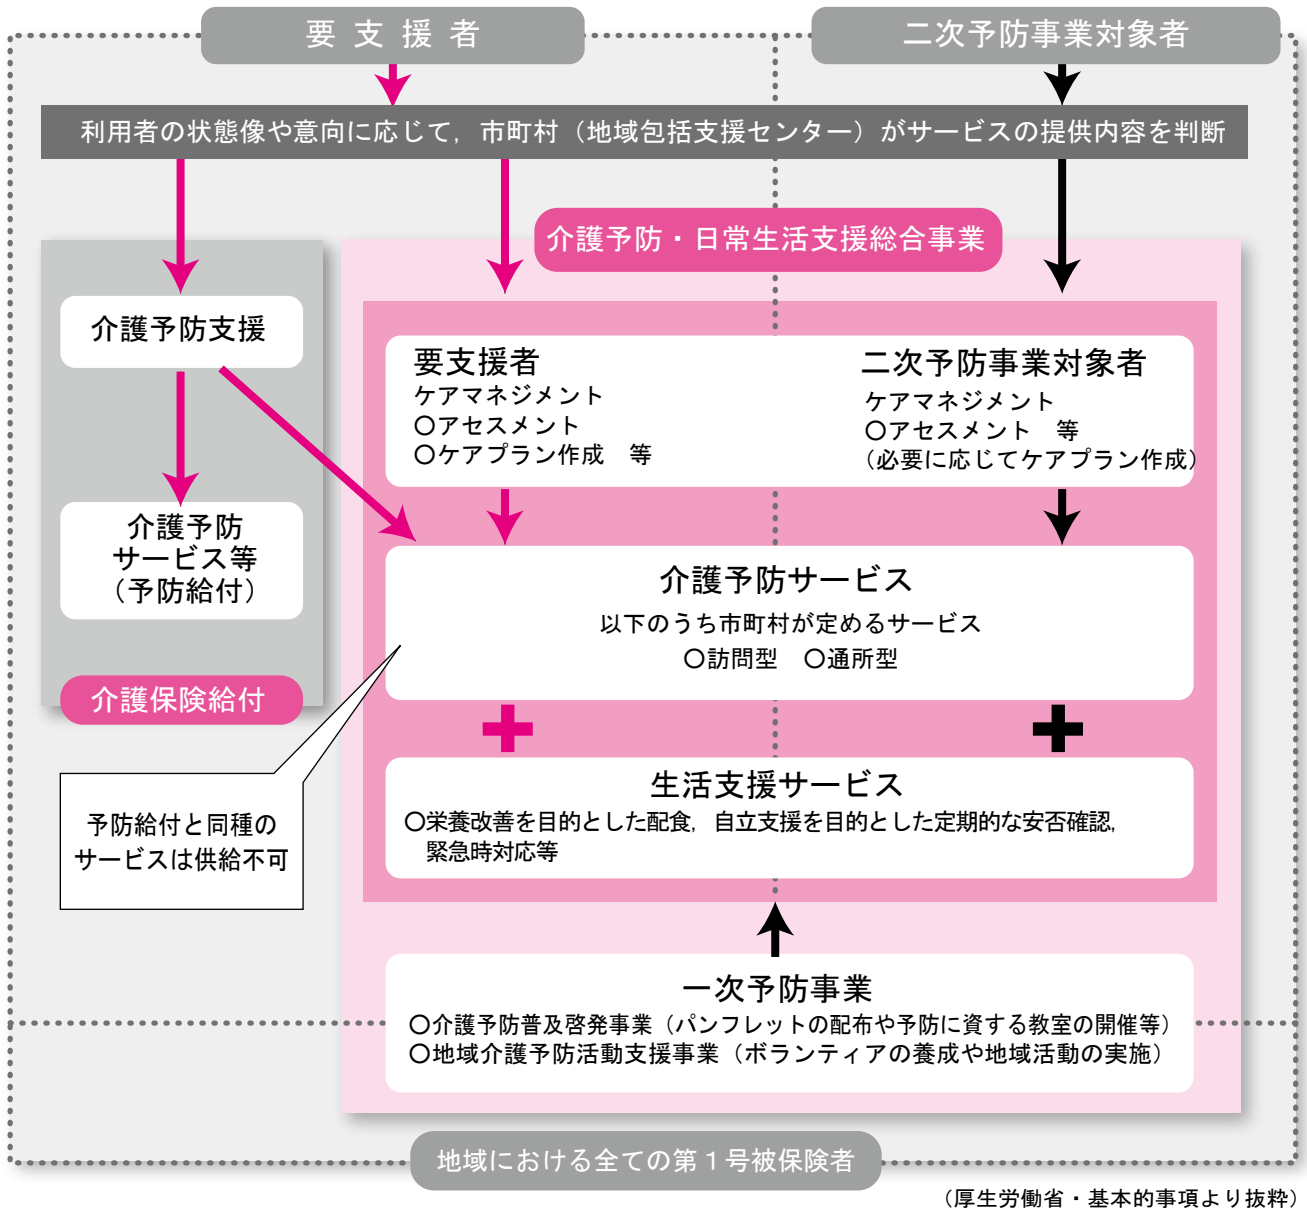 要支援者
二次予防事業対象者
利用者の状態像や意向に応じて，市町村（地域包括支援センター）がサービスの提供内容を判断
介護予防・日常生活支援総合事業
介護予防支援
介護予防
サービス等
（予防給付）
介護保険給付
要支援者
ケアマネジメント
○アセスメント
○ケアプラン作成　等
二次予防事業対象者
ケアマネジメント
○アセスメント　等
（必要に応じてケアプラン作成）
介護予防サービス
以下のうち市町村が定めるサービス
○訪問型　○通所型
予防給付と同種の
サービスは供給不可
生活支援サービス
○栄養改善を目的とした配食，自立支援を目的とした定期的な安否確認，
緊急時対応等
一次予防事業
○介護予防普及啓発事業（パンフレットの配布や予防に資する教室の開催等）
○地域介護予防活動支援事業（ボランティアの養成や地域活動の実施）
地域における全ての第１号被保険者
（厚生労働省・基本的事項より抜粋）